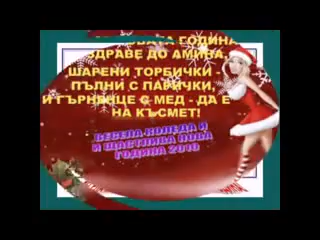 ГОДИНА
ЗДРАВЕ ДО АМИНА,
ШАРЕНИ ТОРБИЧКИ -
ПЪЛНИ С ПАРИЧКИ,
И ГЪРНЕНЦЕ С МЕД - ДА Е
НА КЪСМЕТ!
ВЕСЕЛА КОЛЕДА И
И ЩАСТЛИВА НОВА
ГОДИНА 2010